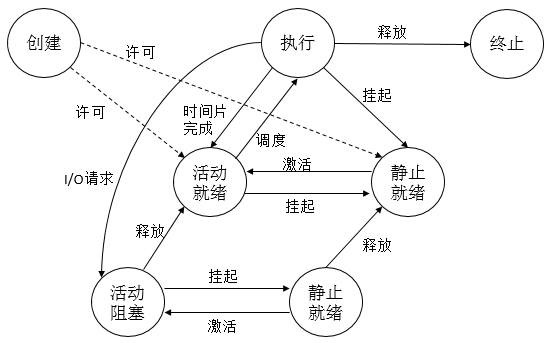 创建
许可
执行
释放
终止
许可
时间片
完成
调度
挂起
I/O请求
活动
就绪
激活
挂起
静止
就绪
释放
释放
活动
阻塞
挂起
激活
静止
就绪